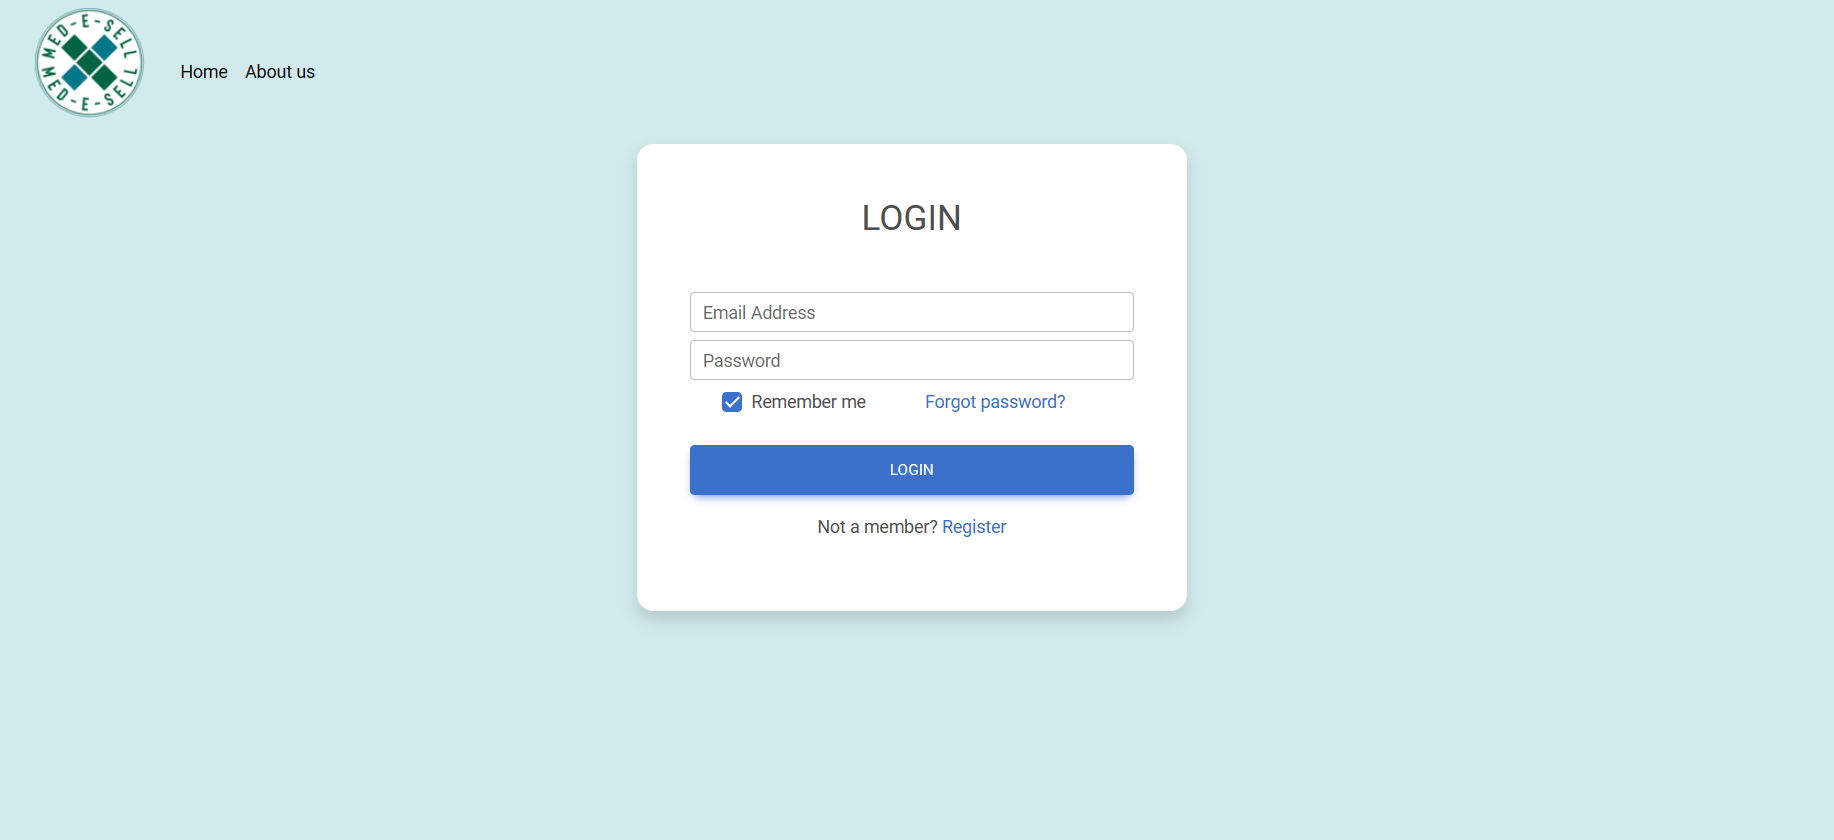 MED-E-SELL
MED-E-SELL
Home About us
LOGIN
Email Address
Password
Remember me Forgot password?
LOGIN
Not a member? Register